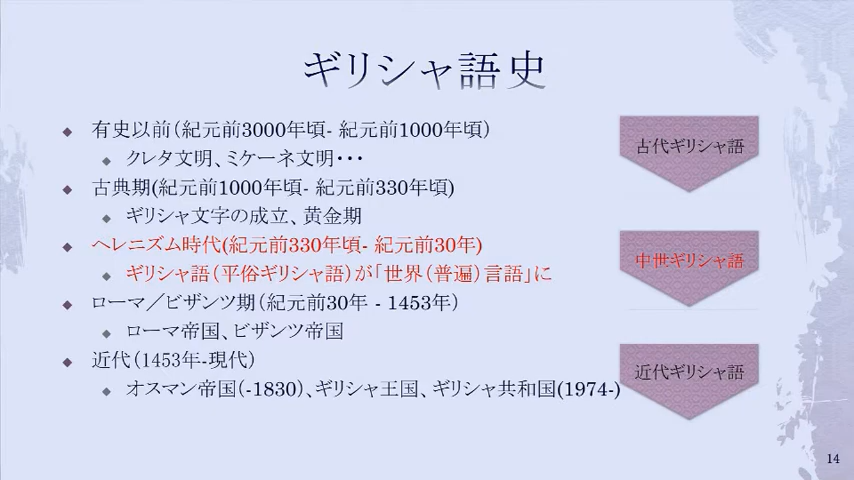 ギリシャ語史
有史以前(紀元前3000年頃- 紀元前1000年頃)
クレタ文明、ミケーネ文明・・・
古典期(紀元前1000年頃- 紀元前330年頃)
ギリシャ文字の成立、黄金期
ヘレニズム時代(紀元前330年頃- 紀元前30年)
ギリシャ語(平俗ギリシャ語)が「世界(普遍)言語」に
ローマ/ビザンツ期(紀元前30年 - 1453年)
ローマ帝国、ビザンツ帝国
近代(1453年-現代)
オスマン帝国(-1830)、ギリシャ王国、ギリシャ共和国(1974-)
古代ギリシャ語
中世ギリシャ語
近代ギリシャ語
14